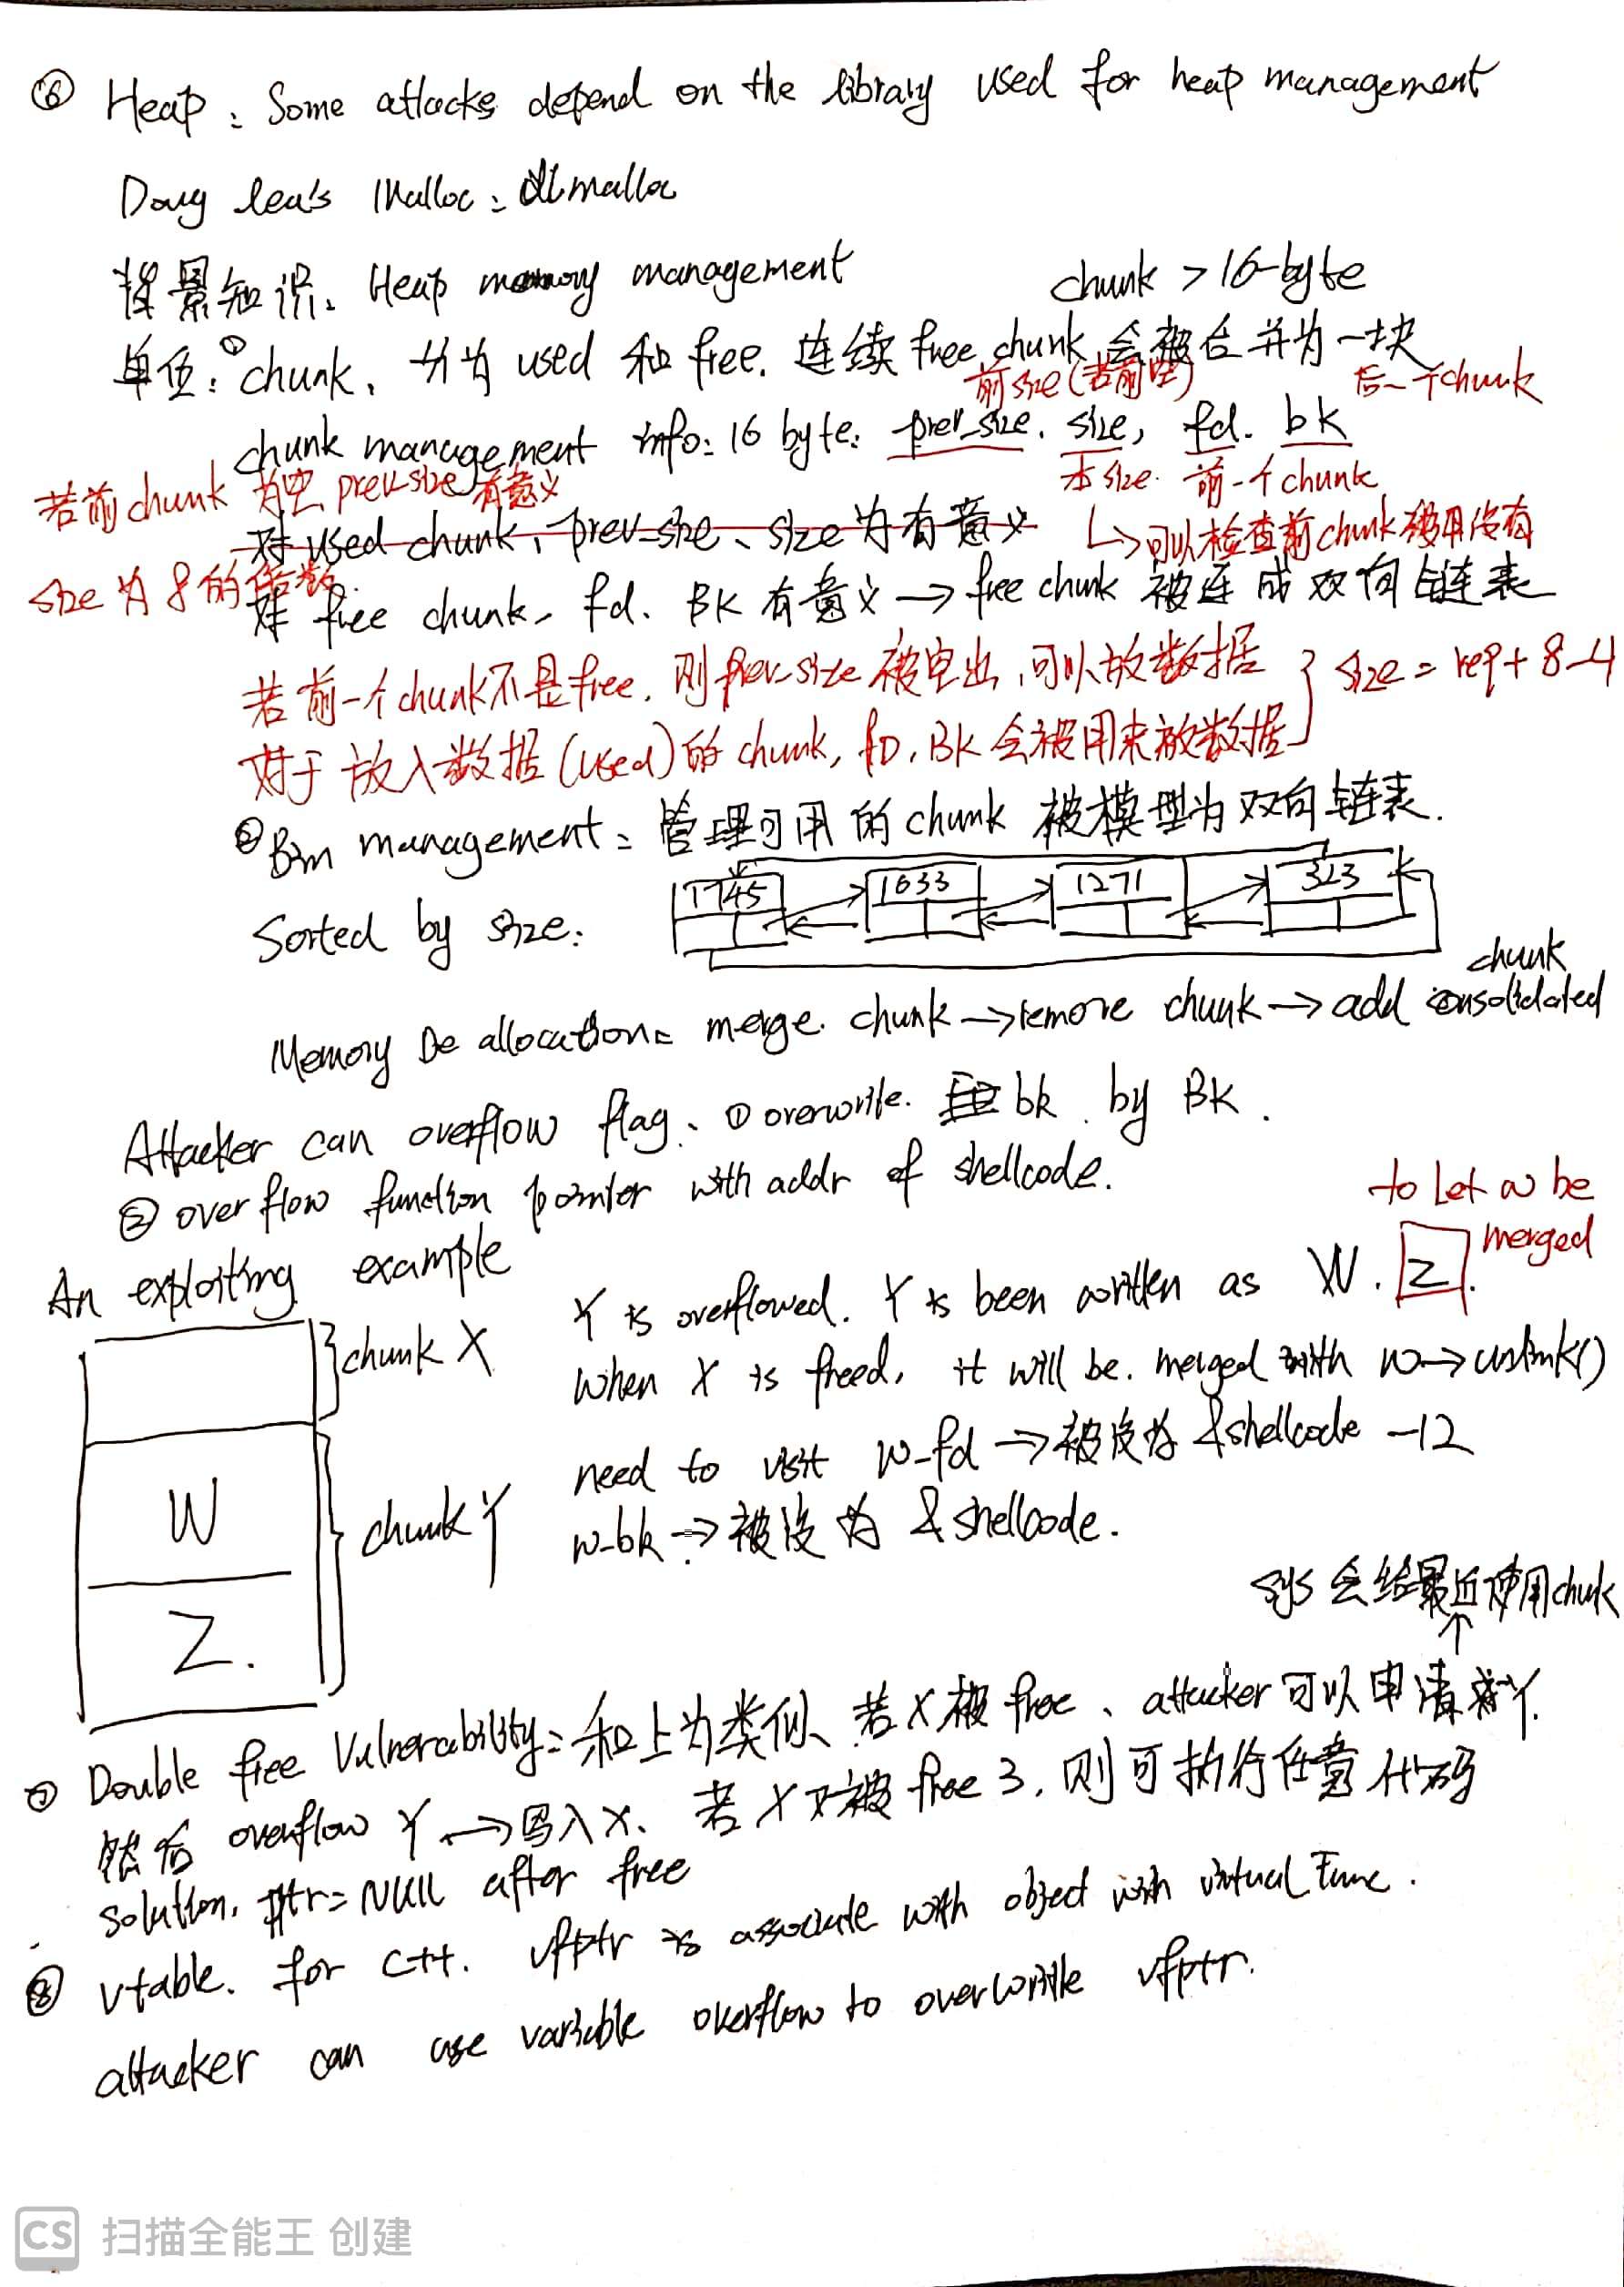 ⑥ Heap: Some attacks depend on the library used for heap management
Doug lea's Malloc: dlmalloc
背景知识: Heap memory management
chunk > 16-byte
单位: ① chunk, 分为 used 和 free. 连续 free chunk 会被合并为一块
前size(若前空)
后一个chunk
chunk management info: 16 byte: prev_size, size, fd. bk
本size. 前一个chunk
若前chunk为空 prev_size 有意义
对 used chunk, prev_size、size 为有意义
↳可以检查前chunk被用没有
size 为 8 的倍数.
对 free chunk, fd. BK 有意义 → free chunk 被连成双向链表
若前一个chunk不是free, 则prev_size 被空出, 可以放数据
对于放入数据(used)的 chunk, FD, BK 会被用来放数据
} size = req + 8 - 4
② Bin management: 管理可用的 chunk 被模型为双向链表.
Sorted by size:
1745 1633 1271 323
Memory De allocation: merge. chunk → remove chunk → add consolidated chunk
Attacker can overflow flag. ① overwrite. bk by BK.
② overflow function pointer with addr of shellcode.
to Let w be merged
An exploiting example
Y is overflowed. Y is been written as W. Z.
chunk X
when X is freed, it will be. merged with w → unlink()
need to visit w-fd → 被设为 &shellcode -12
W
chunk Y
w-bk → 被设为 &shellcode.
Z.
sys 会给最近使用chunk
⑦ Double free Vulnerability: 和上为类似、若X被 free、attacker 可以申请 Y.
然后 overflow Y → 写入X、若X又被 free 了, 则可执行任意代码
solution, ptr = NULL after free
⑧ vtable. for C++. vfptr is associate with object with virtual Func.
attacker can use variable overflow to overwrite vfptr.
CS 扫描全能王 创建